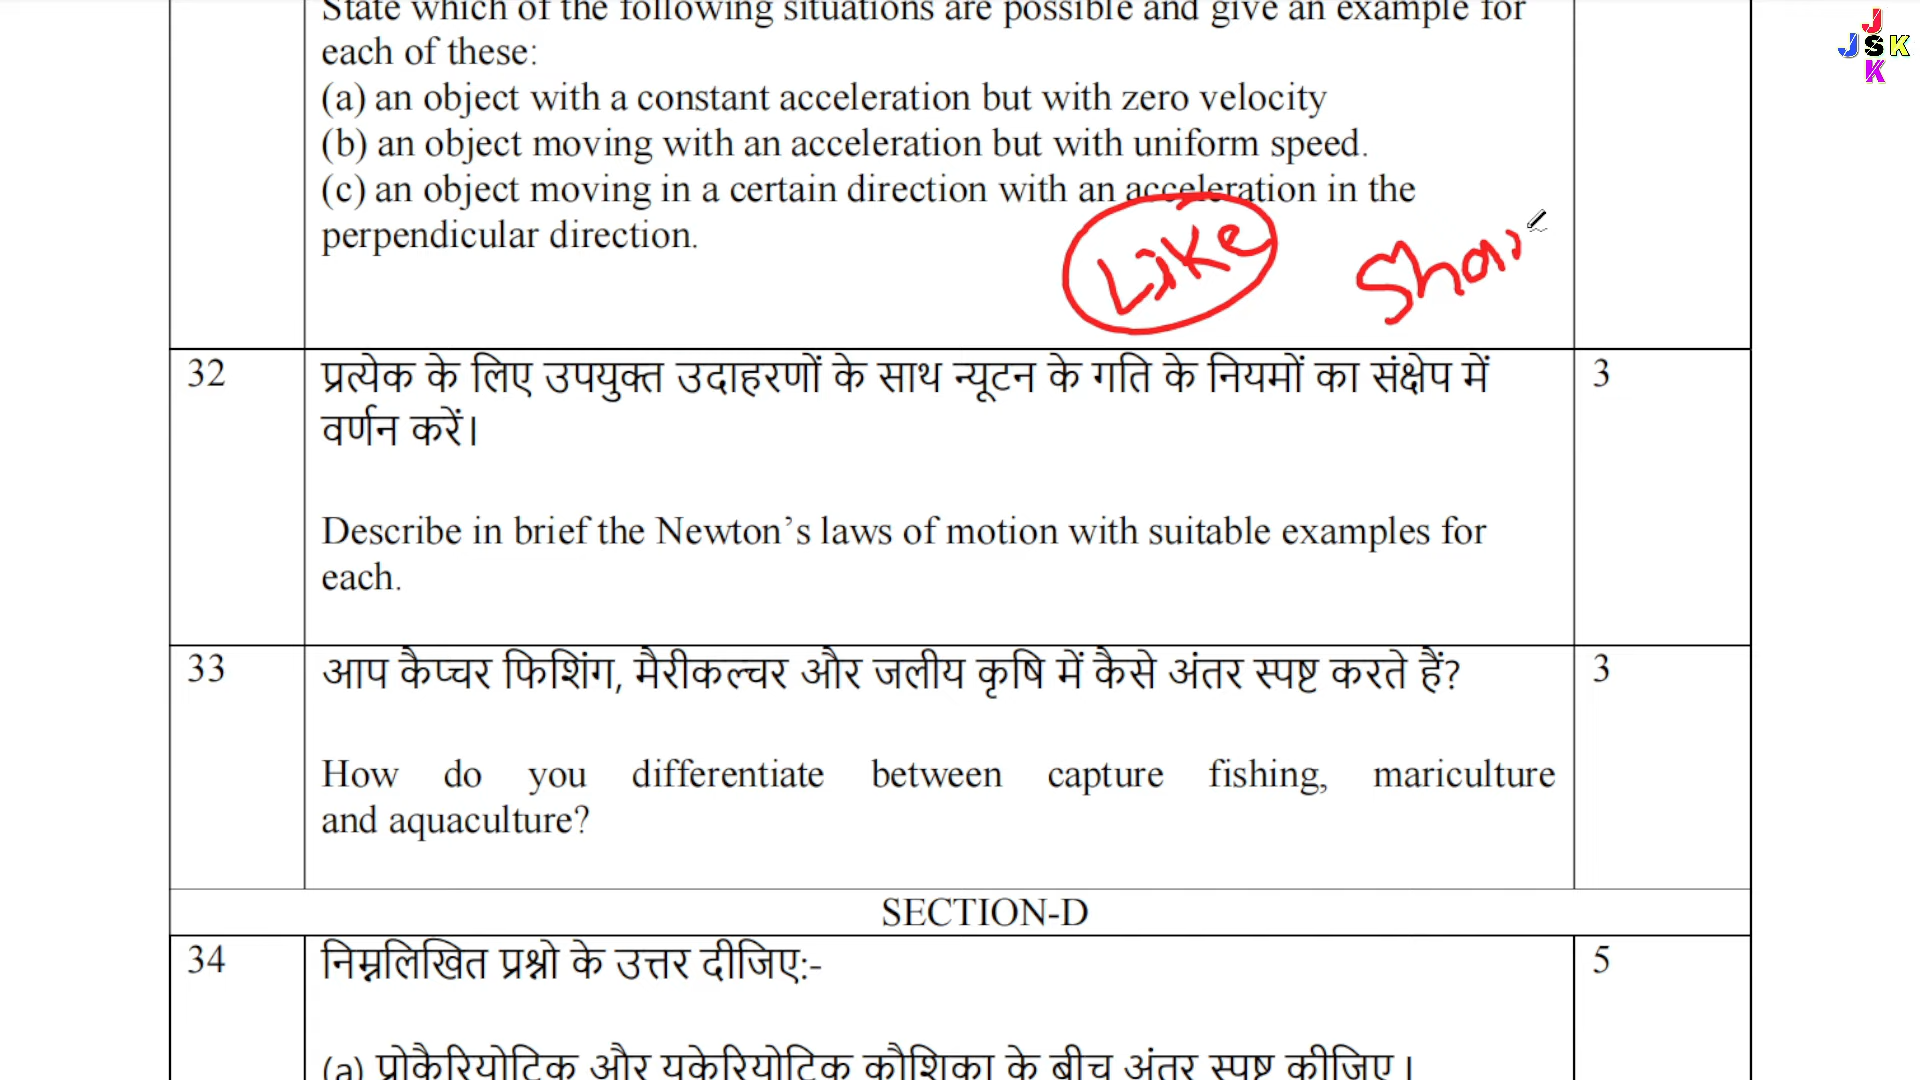 State which of the following situations are possible and give an example for
each of these:
(a) an object with a constant acceleration but with zero velocity
(b) an object moving with an acceleration but with uniform speed.
(c) an object moving in a certain direction with an acceleration in the
perpendicular direction.
Like
Shar
J
JSK
K
32
प्रत्येक के लिए उपयुक्त उदाहरणों के साथ न्यूटन के गति के नियमों का संक्षेप में
3
वर्णन करें।
Describe in brief the Newton’s laws of motion with suitable examples for
each.
33
आप कैप्चर फिशिंग, मैरीकल्चर और जलीय कृषि में कैसे अंतर स्पष्ट करते हैं?
3
How do you differentiate between capture fishing, mariculture
and aquaculture?
SECTION-D
34
निम्नलिखित प्रश्नो के उत्तर दीजिए:-
5
(a) प्रोकैरियोटिक और यूकेरियोटिक कौशिका के बीच अंतर स्पष्ट कीजिए ।